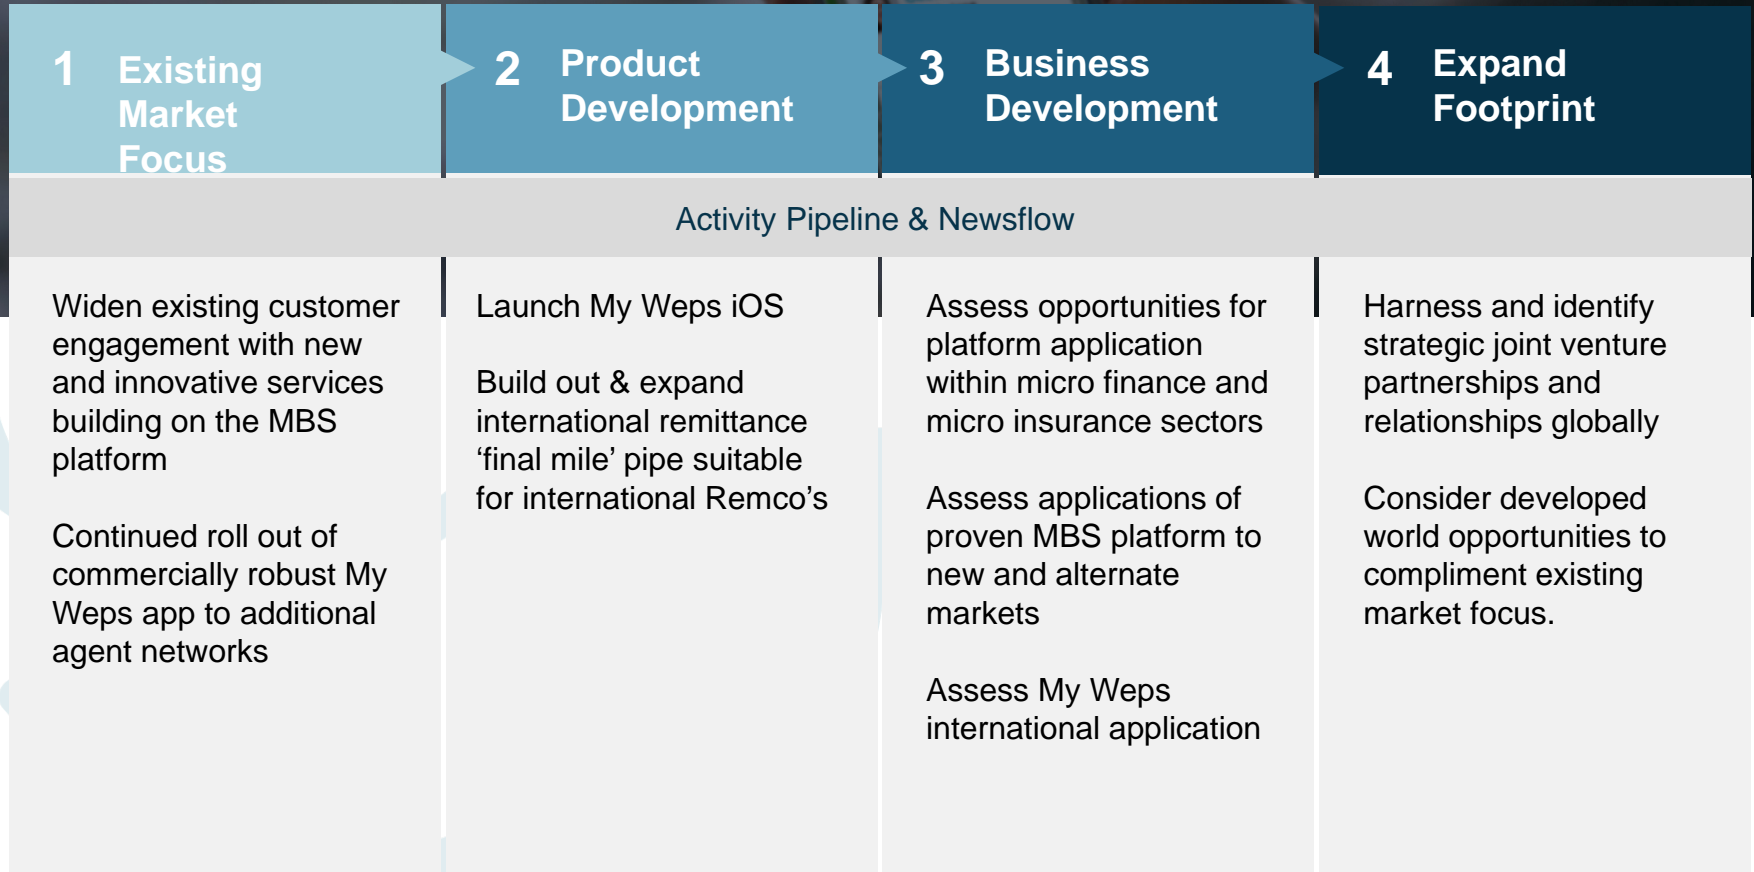 1 Existing
Market
Focus
2 Product
Development
3 Business
Development
4 Expand
Footprint
Activity Pipeline & Newsflow
Widen existing customer
engagement with new
and innovative services
building on the MBS
platform
Continued roll out of
commercially robust My
Weps app to additional
agent networks
Launch My Weps iOS
Build out & expand
international remittance
‘final mile’ pipe suitable
for international Remco’s
Assess opportunities for
platform application
within micro finance and
micro insurance sectors
Assess applications of
proven MBS platform to
new and alternate
markets
Assess My Weps
international application
Harness and identify
strategic joint venture
partnerships and
relationships globally
Consider developed
world opportunities to
compliment existing
market focus.